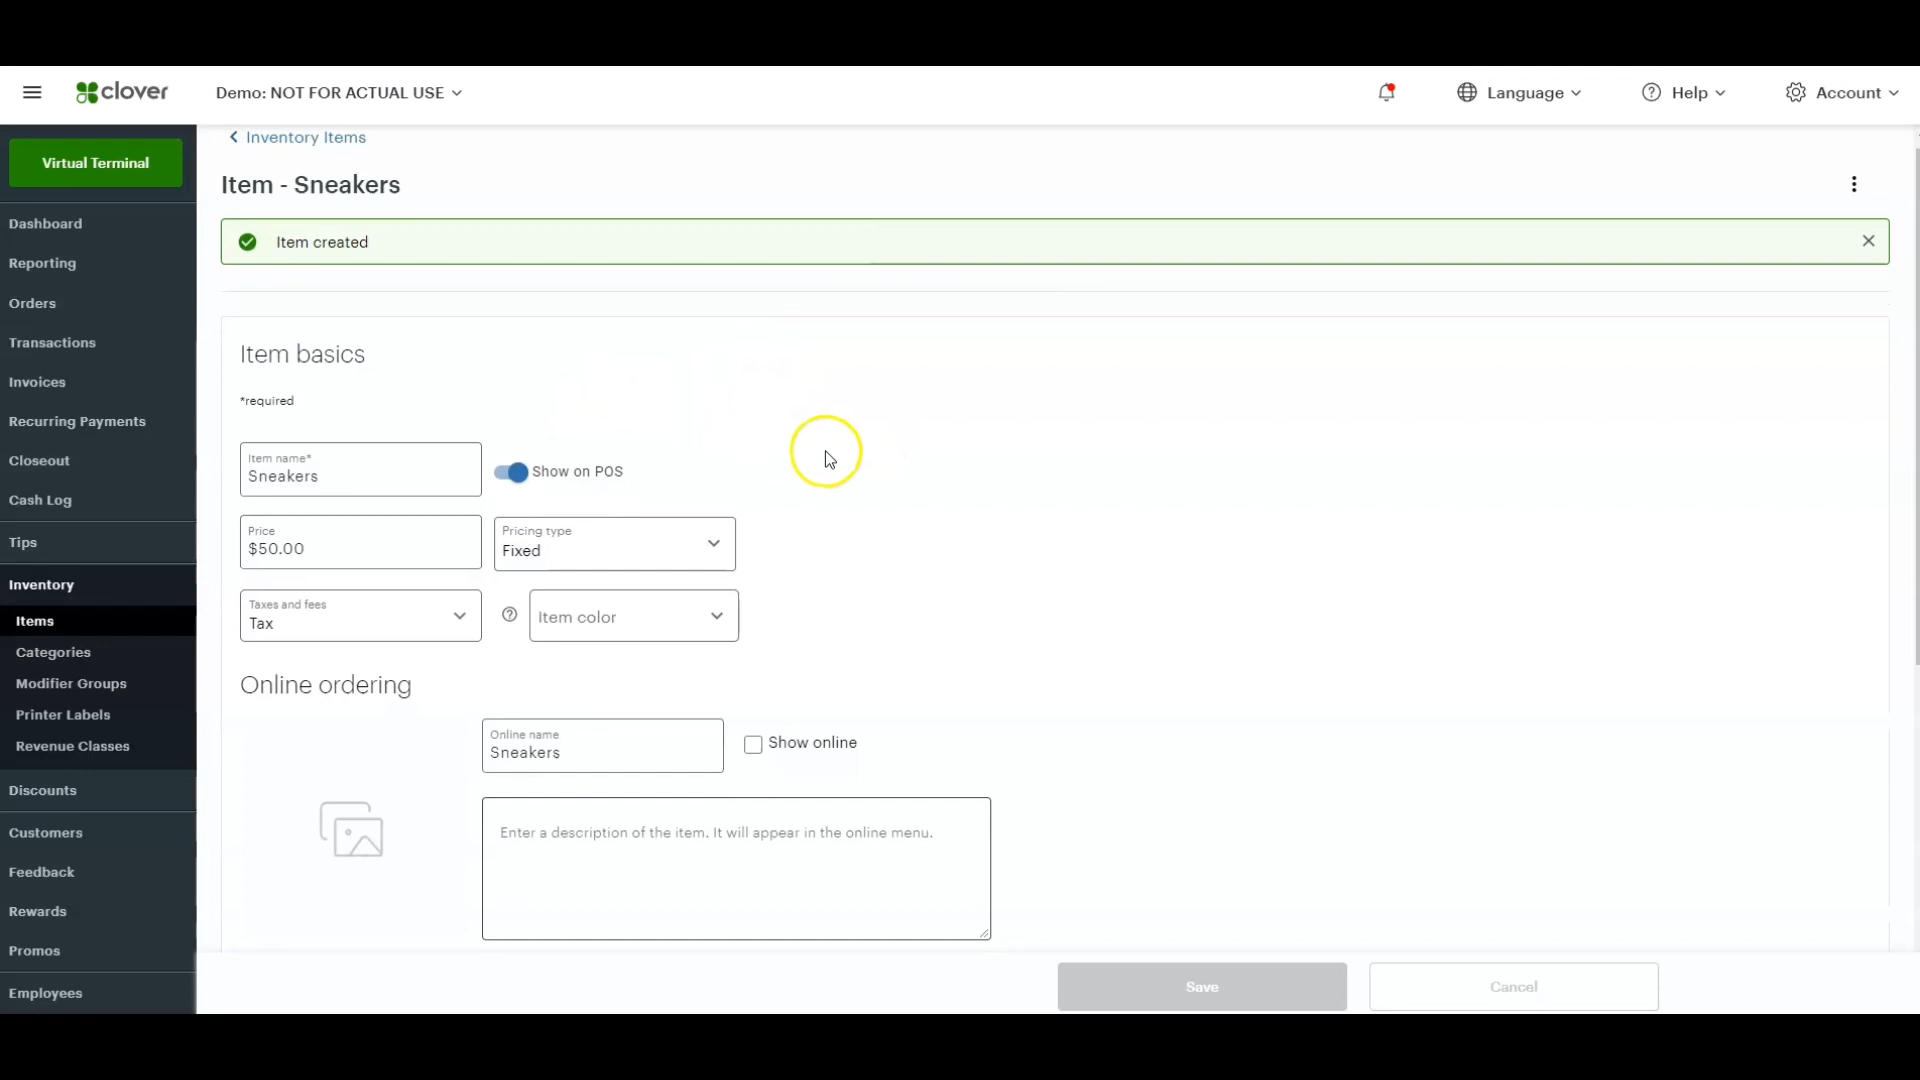 clover
Demo: NOT FOR ACTUAL USE
Language
Help
Account
Virtual Terminal
Dashboard
Reporting
Orders
Transactions
Invoices
Recurring Payments
Closeout
Cash Log
Tips
Inventory
Items
Categories
Modifier Groups
Printer Labels
Revenue Classes
Discounts
Customers
Feedback
Rewards
Promos
Employees
Inventory Items
Item - Sneakers
Item created
Item basics
*required
Item name*
Sneakers
Show on POS
Price
$50.00
Pricing type
Fixed
Taxes and fees
Tax
Item color
Online ordering
Online name
Sneakers
Show online
Enter a description of the item. It will appear in the online menu.
Save
Cancel